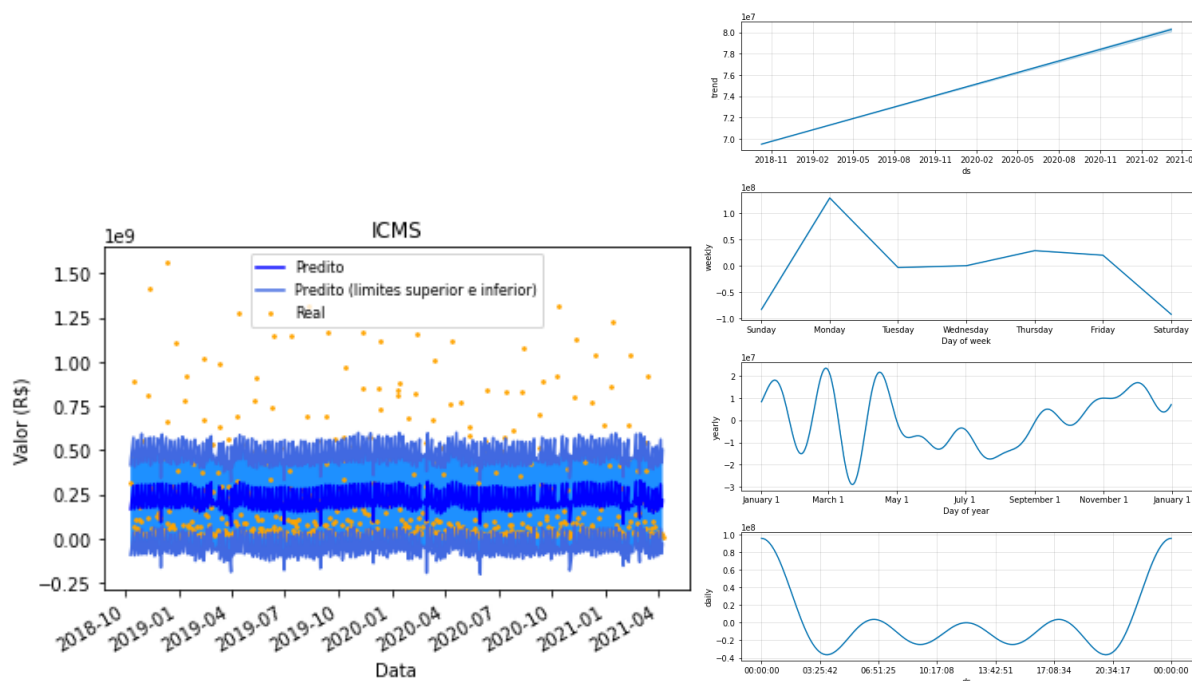 ICMS
1e9
1.50
1.25
1.00
0.75
0.50
0.25
0.00
−0.25
Valor (R$)
Predito
Predito (limites superior e inferior)
Real
2018-10 2019-01 2019-04 2019-07 2019-10 2020-01 2020-04 2020-07 2020-10 2021-01 2021-04
Data
1e7
8.0
7.8
7.6
7.4
7.2
7.0
trend
2018-11 2019-02 2019-05 2019-08 2019-11 2020-02 2020-05 2020-08 2020-11 2021-02
ds
1e8
1.0
0.5
0.0
−0.5
−1.0
weekly
Sunday Monday Tuesday Wednesday Thursday Friday Saturday
Day of week
1e7
2
1
0
−1
−2
−3
yearly
January 1 March 1 May 1 July 1 September 1 November 1 January 1
Day of year
1e8
1.0
0.8
0.6
0.4
0.2
0.0
−0.2
−0.4
daily
00:00:00 03:25:42 06:51:25 10:17:08 13:42:51 17:08:34 20:34:17 00:00:00